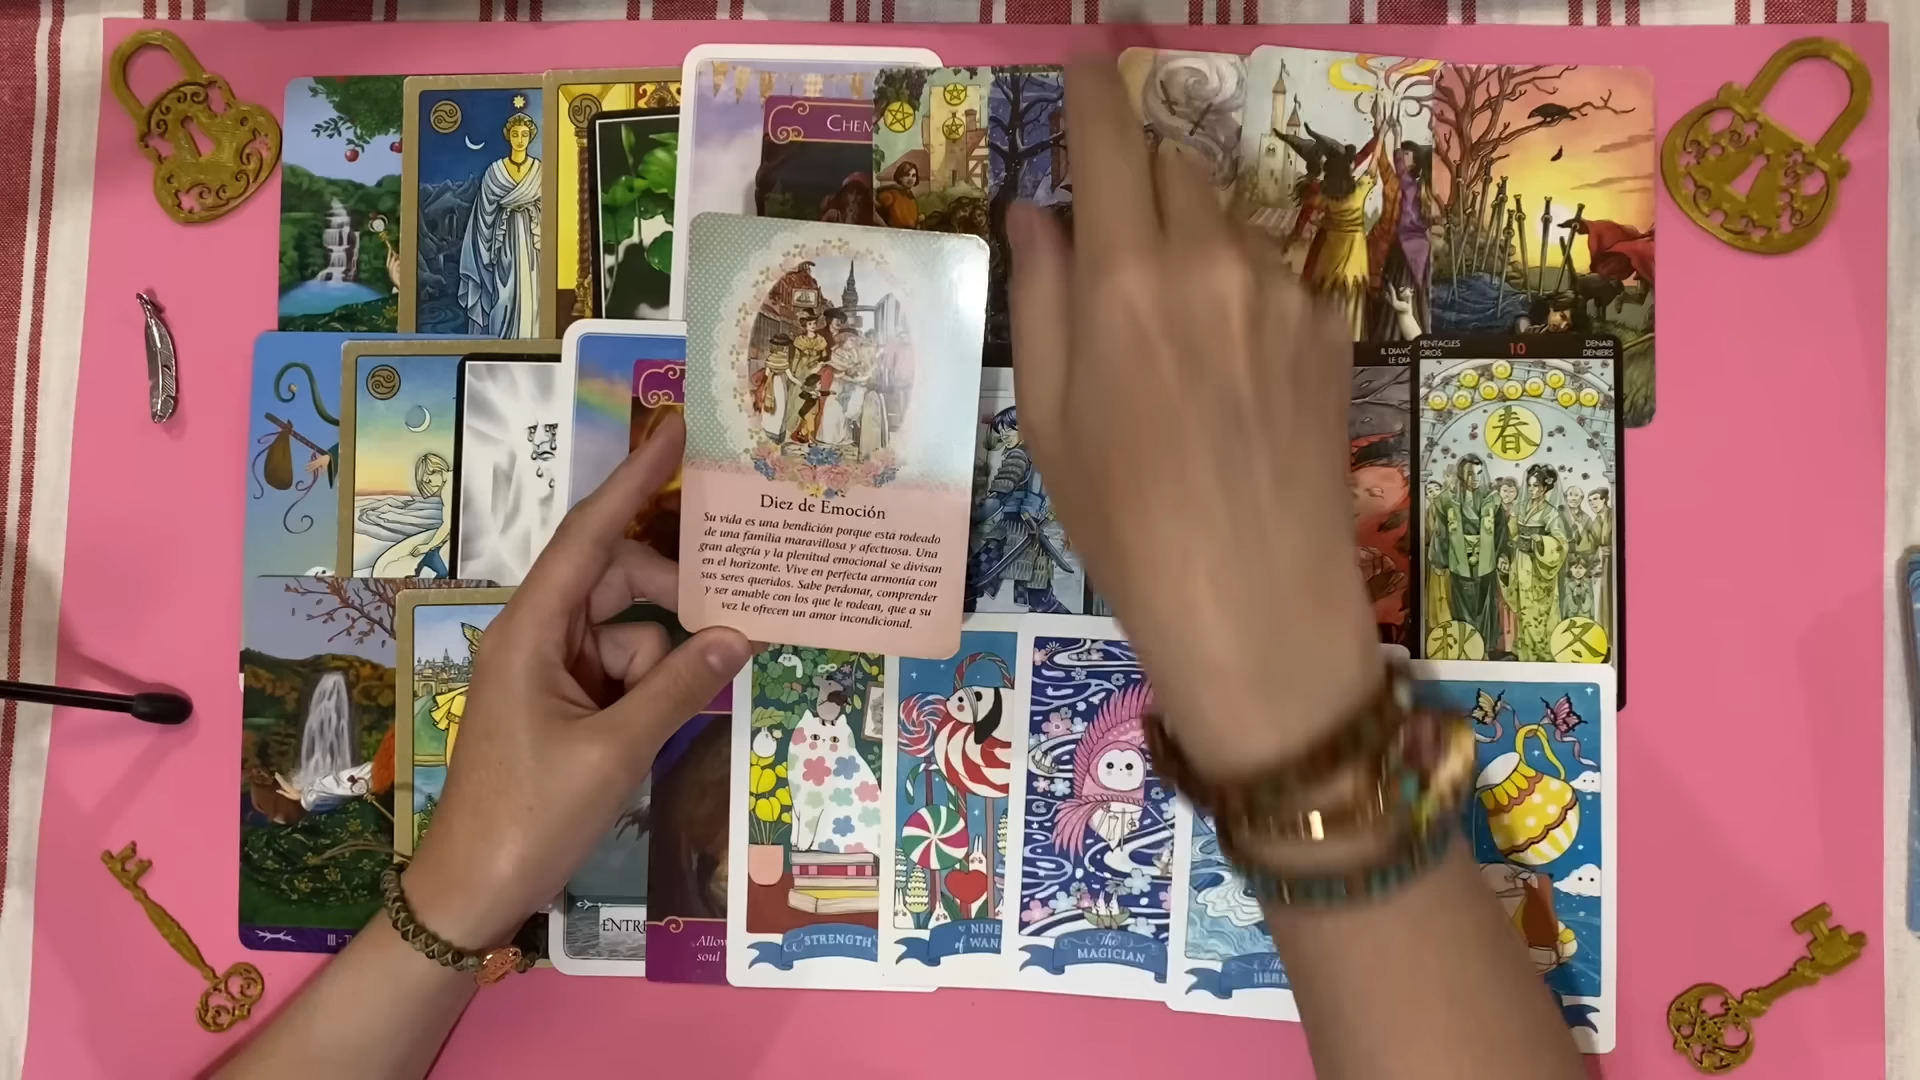 CHEM
PENTACLES
OROS
10
DENARI
DENIERS
IL DIAVO
LE DIA
春
秋
冬
Diez de Emoción
Su vida es una bendición porque está rodeado
de una familia maravillosa y afectuosa. Una
gran alegría y la plenitud emocional se divisan
en el horizonte. Vive en perfecta armonía con
sus seres queridos. Sabe perdonar, comprender
y ser amable con los que le rodean, que a su
vez le ofrecen un amor incondicional.
III - T
ENTRE
Allow
soul
STRENGTH
NINE
of WAN
The
MAGICIAN
The